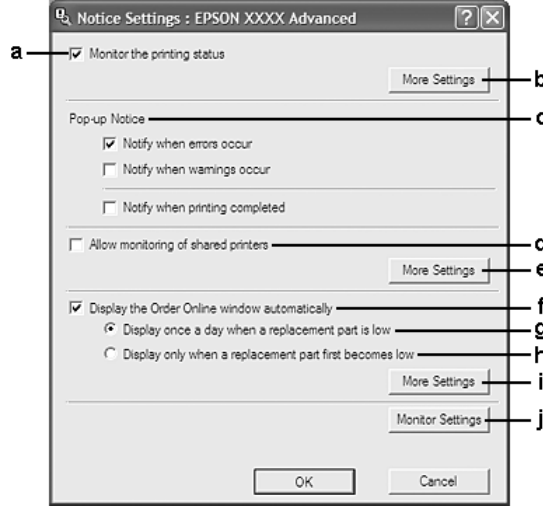 Notice Settings : EPSON XXXX Advanced
a
Monitor the printing status
More Settings
b
Pop-up Notice
c
Notify when errors occur
Notify when warnings occur
Notify when printing completed
Allow monitoring of shared printers
d
More Settings
e
Display the Order Online window automatically
f
Display once a day when a replacement part is low
g
Display only when a replacement part first becomes low
h
More Settings
i
Monitor Settings
j
OK
Cancel